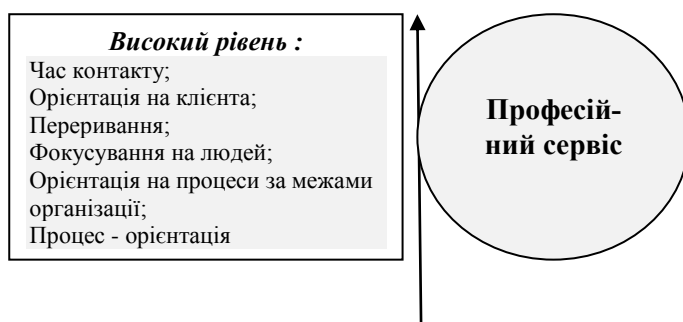 Високий рівень :
Час контакту;
Орієнтація на клієнта;
Переривання;
Фокусування на людей;
Орієнтація на процеси за межами
організації;
Процес - орієнтація
Професій-
ний сервіс